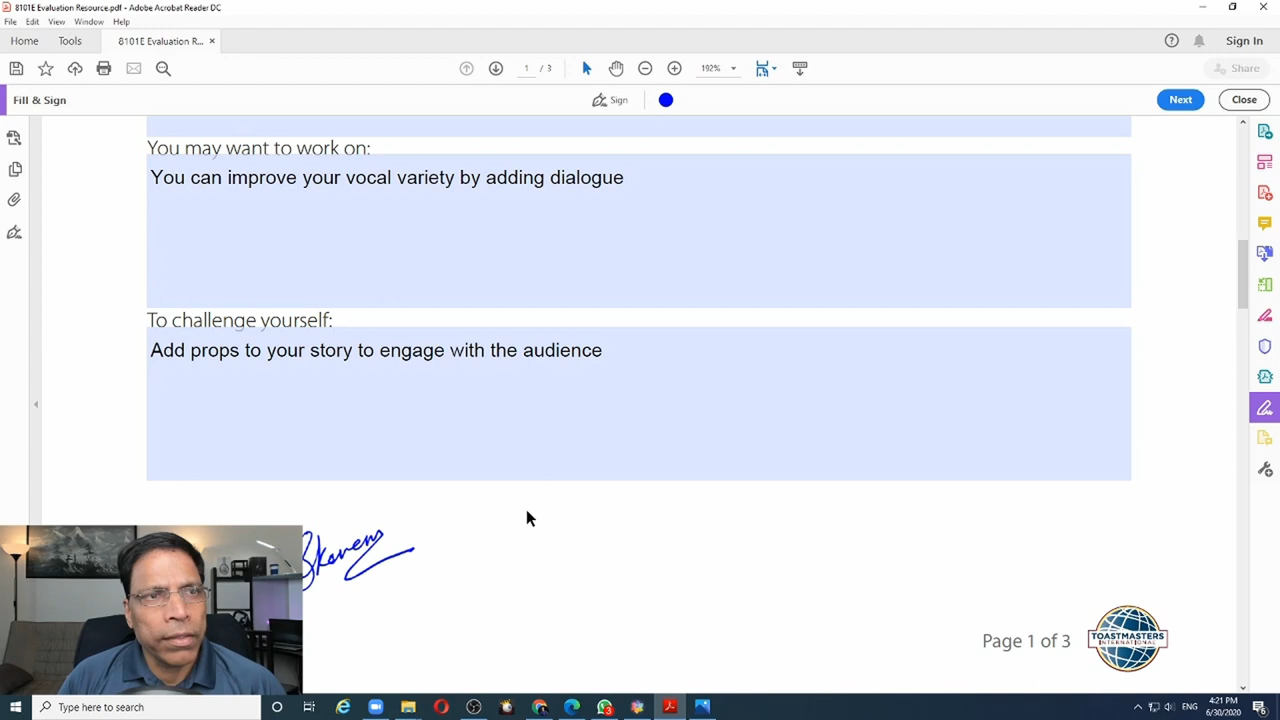 8101E Evaluation Resource.pdf - Adobe Acrobat Reader DC
File Edit View Window Help
Home Tools 8101E Evaluation R... × Sign In
1 / 3 192% Share
Fill & Sign Sign Next Close
You may want to work on:
You can improve your vocal variety by adding dialogue
To challenge yourself:
Add props to your story to engage with the audience
Page 1 of 3
TOASTMASTERS
INTERNATIONAL
Type here to search
3
ENG
4:21 PM
6/30/2020
6